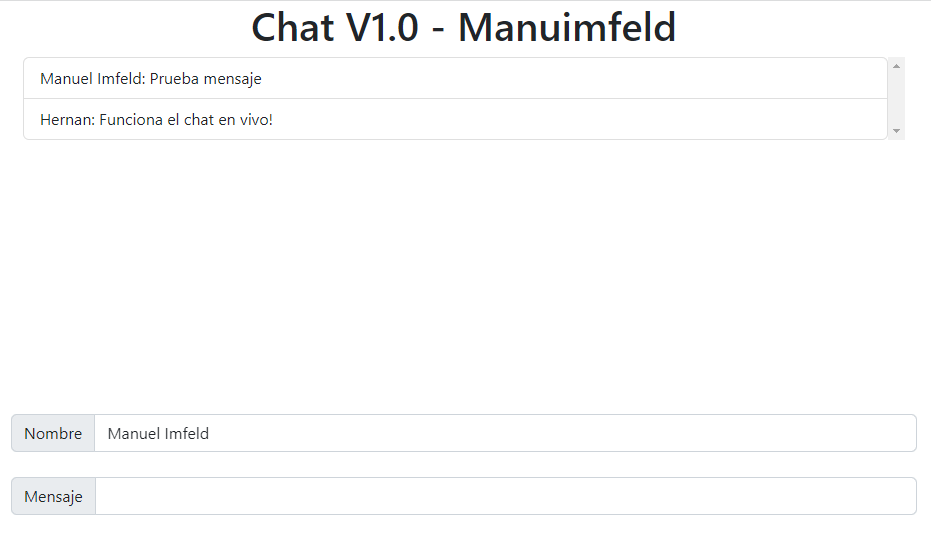 Chat V1.0 - Manuimfeld
Manuel Imfeld: Prueba mensaje
Hernan: Funciona el chat en vivo!
Nombre Manuel Imfeld
Mensaje